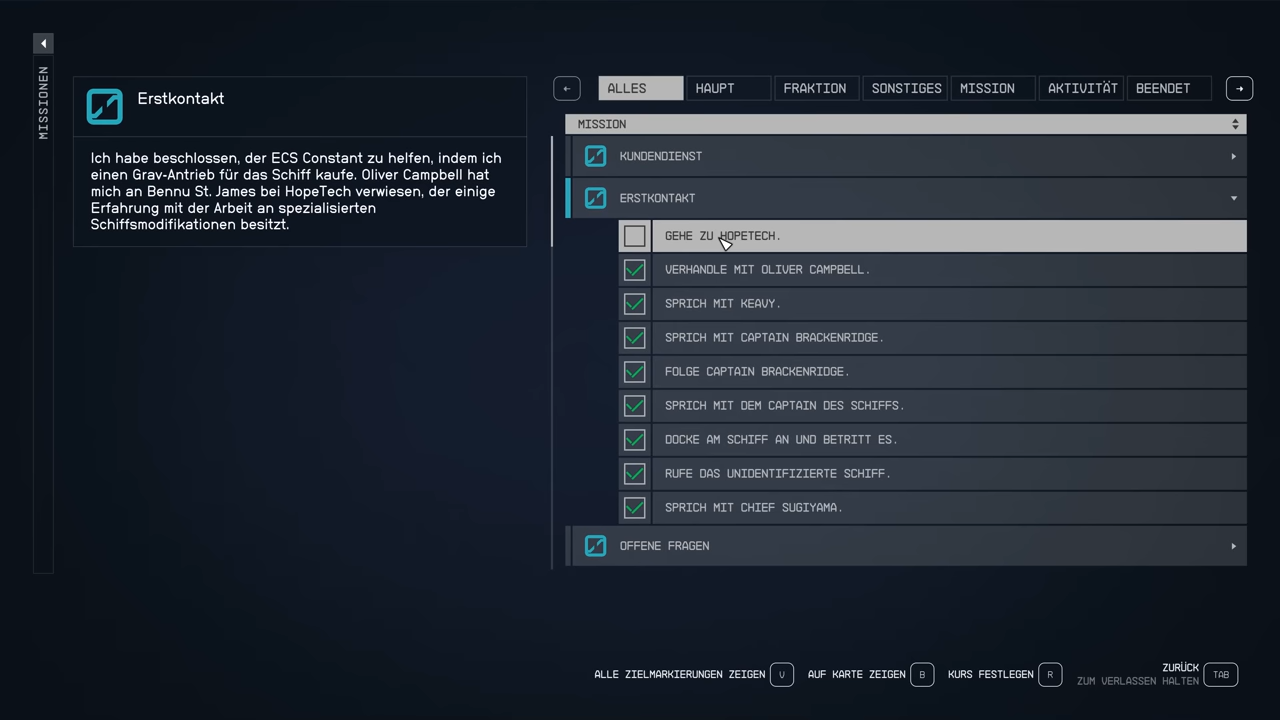 MISSIONEN
Erstkontakt
Ich habe beschlossen, der ECS Constant zu helfen, indem ich
einen Grav-Antrieb für das Schiff kaufe. Oliver Campbell hat
mich an Bennu St. James bei HopeTech verwiesen, der einige
Erfahrung mit der Arbeit an spezialisierten
Schiffsmodifikationen besitzt.
ALLES HAUPT FRAKTION SONSTIGES MISSION AKTIVITÄT BEENDET
MISSION
KUNDENDIENST
ERSTKONTAKT
GEHE ZU HOPETECH.
VERHANDLE MIT OLIVER CAMPBELL.
SPRICH MIT KEAVY.
SPRICH MIT CAPTAIN BRACKENRIDGE.
FOLGE CAPTAIN BRACKENRIDGE.
SPRICH MIT DEM CAPTAIN DES SCHIFFS.
DOCKE AM SCHIFF AN UND BETRITT ES.
RUFE DAS UNIDENTIFIZIERTE SCHIFF.
SPRICH MIT CHIEF SUGIYAMA.
OFFENE FRAGEN
ALLE ZIELMARKIERUNGEN ZEIGEN V AUF KARTE ZEIGEN B KURS FESTLEGEN R ZURÜCK TAB
ZUM VERLASSEN HALTEN